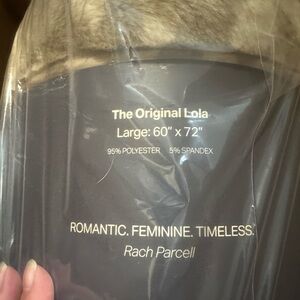 The Original Lola
Large: 60" x 72"
95% POLYESTER 5% SPANDEX
ROMANTIC. FEMININE. TIMELESS.
Rach Parcell